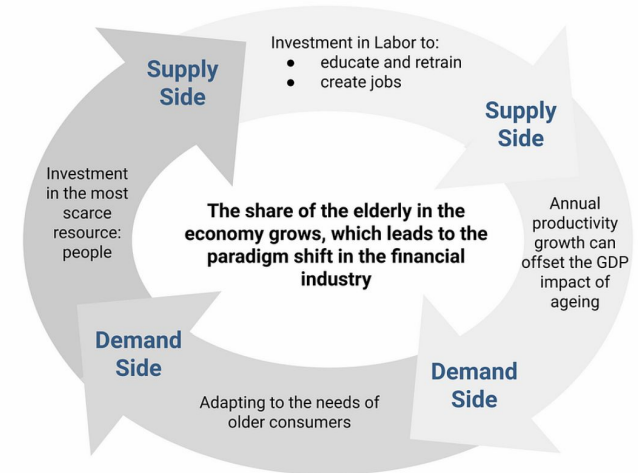 Supply
Side
Investment in Labor to:
● educate and retrain
● create jobs
Supply
Side
Annual
productivity
growth can
offset the GDP
impact of
ageing
Demand
Side
Adapting to the needs of
older consumers
Demand
Side
Investment
in the most
scarce
resource:
people
The share of the elderly in the
economy grows, which leads to the
paradigm shift in the financial
industry